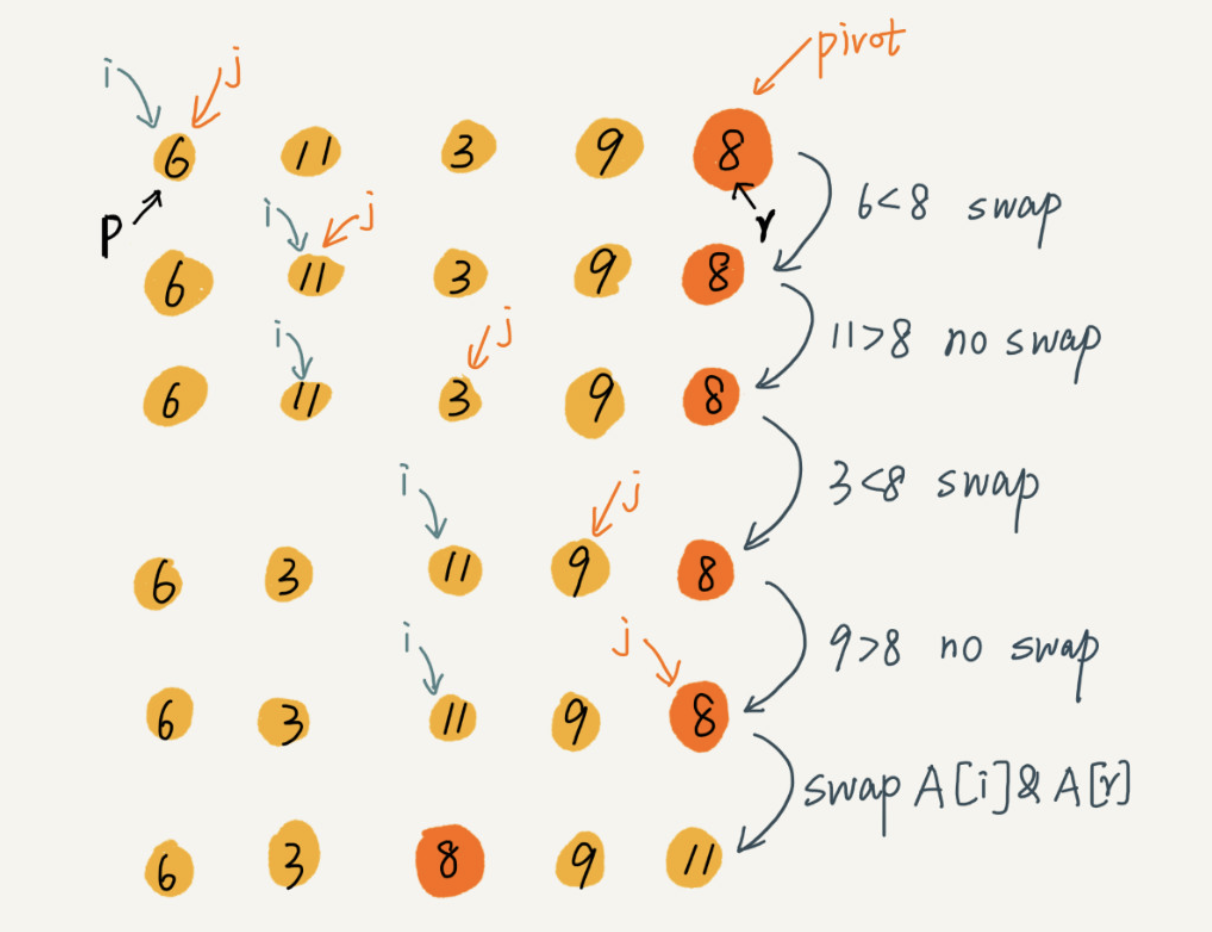 pivot
i j
6 11 3 9 8
p r
6<8 swap
i j
6 11 3 9 8
11>8 no swap
i j
6 11 3 9 8
3<8 swap
i j
6 3 11 9 8
9>8 no swap
i j
6 3 11 9 8
swap A[i]&A[r]
6 3 8 9 11